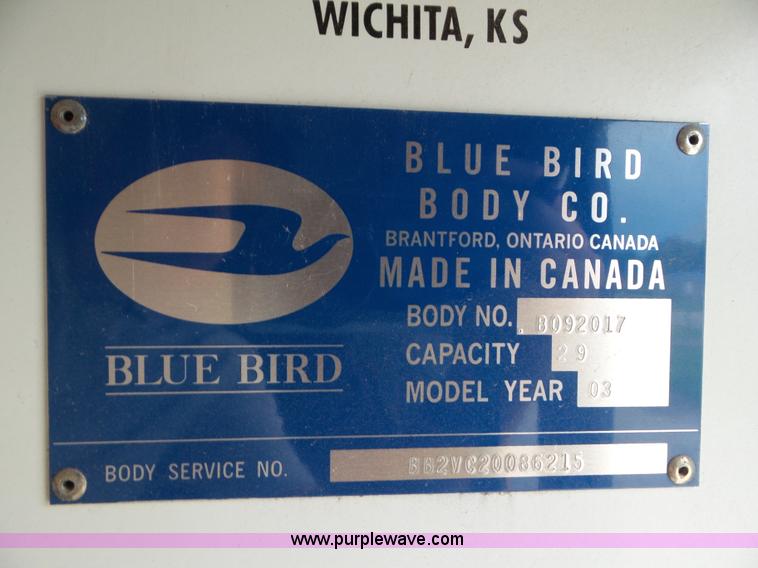 WICHITA, KS
BLUE BIRD
BODY CO.
BRANTFORD, ONTARIO CANADA
MADE IN CANADA
BODY NO. B092017
CAPACITY 29
MODEL YEAR 03
BLUE BIRD
BODY SERVICE NO. BB2VC20086215
www.purplewave.com